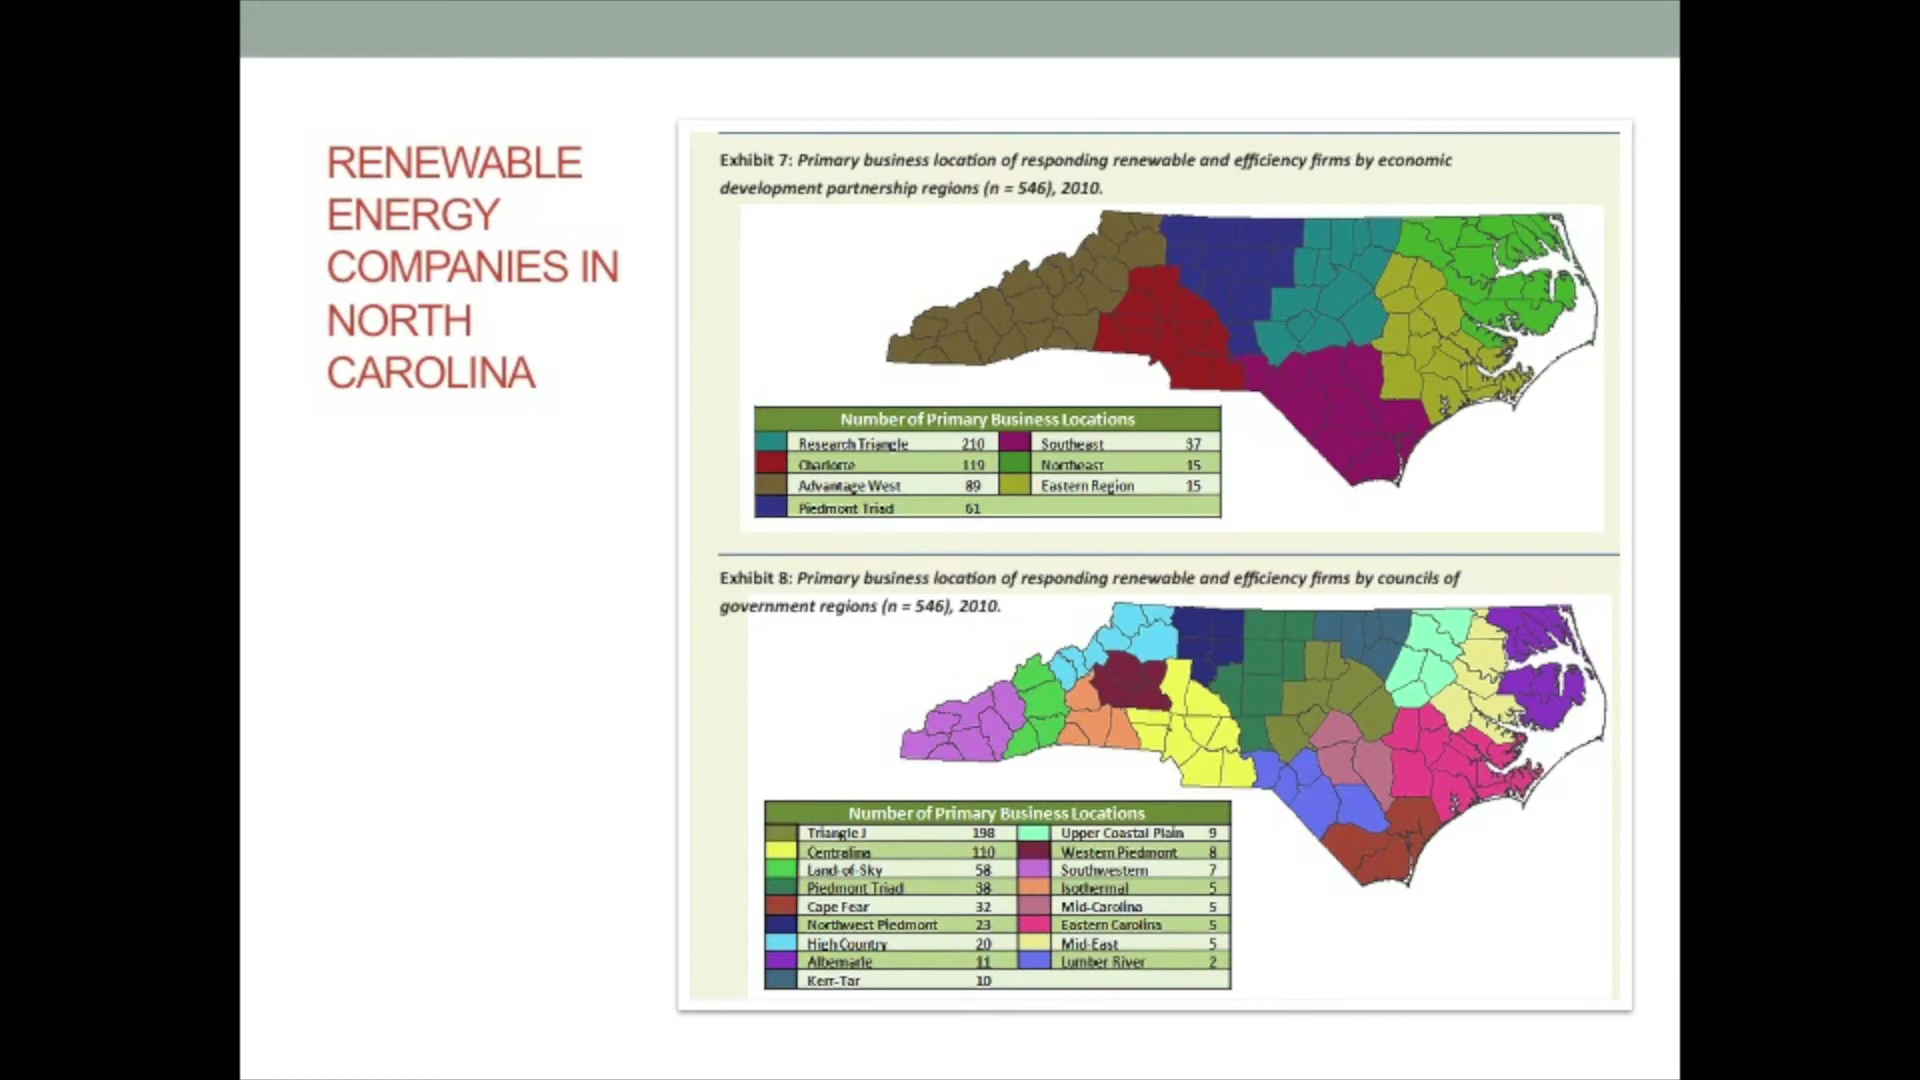 RENEWABLE
ENERGY
COMPANIES IN
NORTH
CAROLINA
Exhibit 7: Primary business location of responding renewable and efficiency firms by economic
development partnership regions (n = 546), 2010.
Number of Primary Business Locations
Research Triangle 210 Southeast 37
Charlotte 119 Northeast 15
Advantage West 89 Eastern Region 15
Piedmont Triad 61
Exhibit 8: Primary business location of responding renewable and efficiency firms by councils of
government regions (n = 546), 2010.
Number of Primary Business Locations
Triangle J 198 Upper Coastal Plain 9
Centralina 110 Western Piedmont 8
Land-of-Sky 58 Southwestern 7
Piedmont Triad 38 Isothermal 5
Cape Fear 32 Mid-Carolina 5
Northwest Piedmont 23 Eastern Carolina 5
High Country 20 Mid-East 5
Albemarle 11 Lumber River 2
Kerr-Tar 10